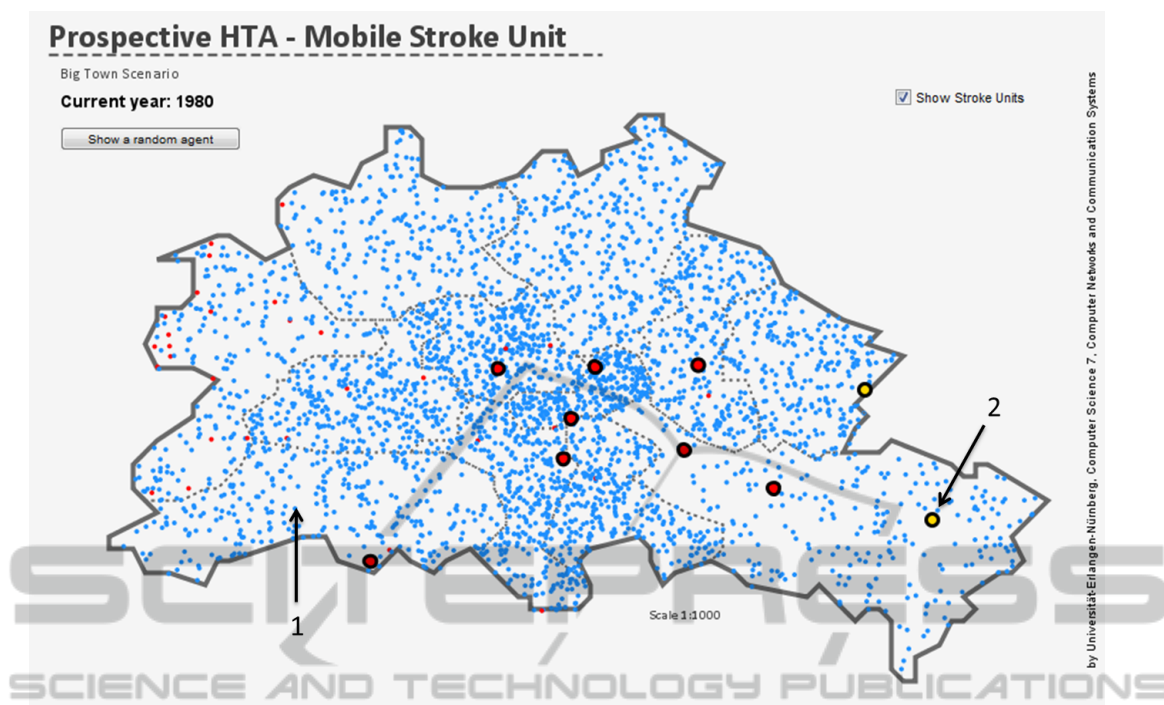 Prospective HTA - Mobile Stroke Unit
Big Town Scenario
Current year: 1980
Show Stroke Units
Show a random agent
2
1
Scale 1:1000
by Universität-Erlangen-Nürnberg, Computer Science 7, Computer Networks and Communication Systems
SCITEPRESS
SCIENCE AND TECHNOLOGY PUBLICATIONS